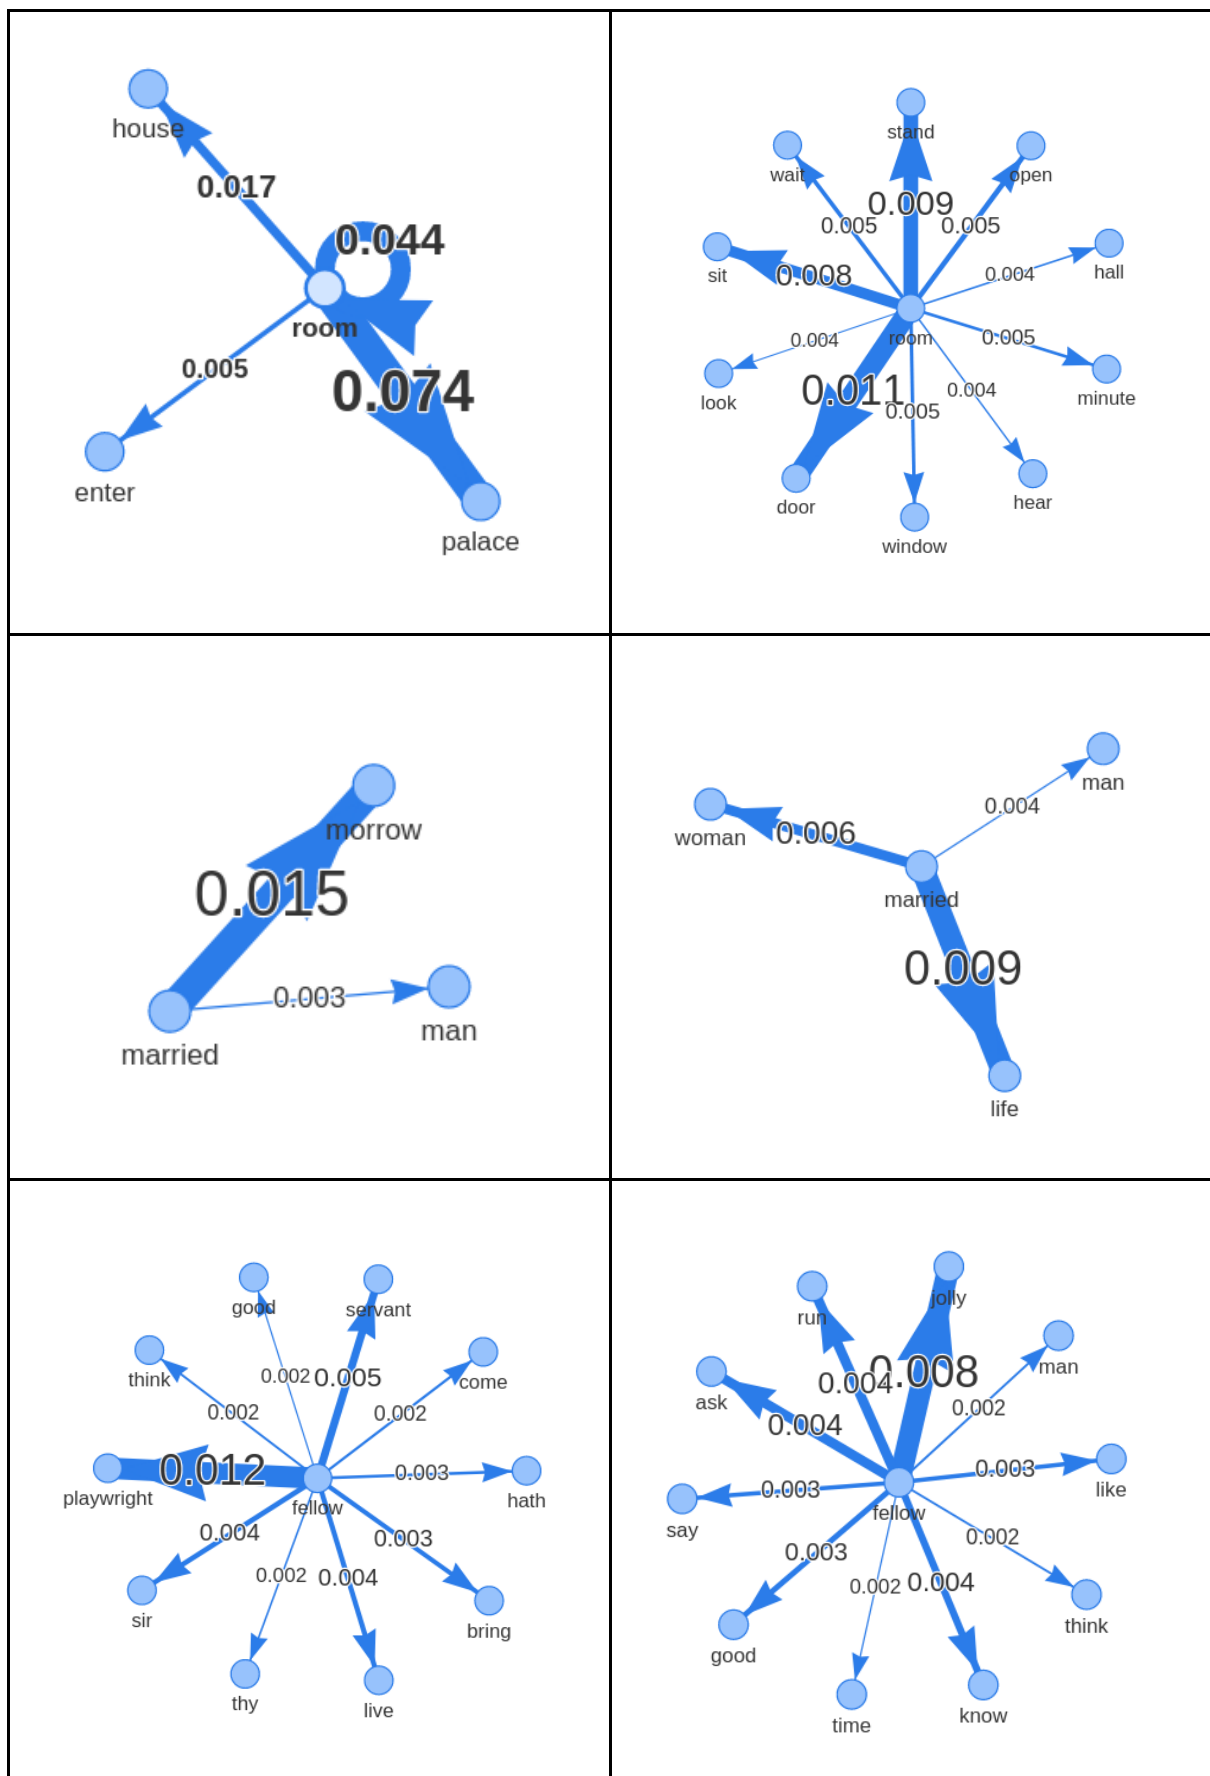 house
0.017
0.044
room
0.005
0.074
enter
palace
stand
wait
open
0.009
0.005
0.005
sit
0.008
hall
0.004
room
0.004
0.005
look
minute
0.011
0.004
0.005
door
hear
window
morrow
0.015
0.003
man
married
man
0.004
woman
0.006
married
0.009
life
good
servant
think
0.002
0.005
come
0.002
0.002
playwright
0.012
0.003
hath
fellow
0.004
0.003
0.002
0.004
sir
bring
thy
live
jolly
run
man
ask
0.004
0.008
0.002
0.004
like
0.003
0.003
say
fellow
0.003
0.002
0.002
0.004
think
good
time
know